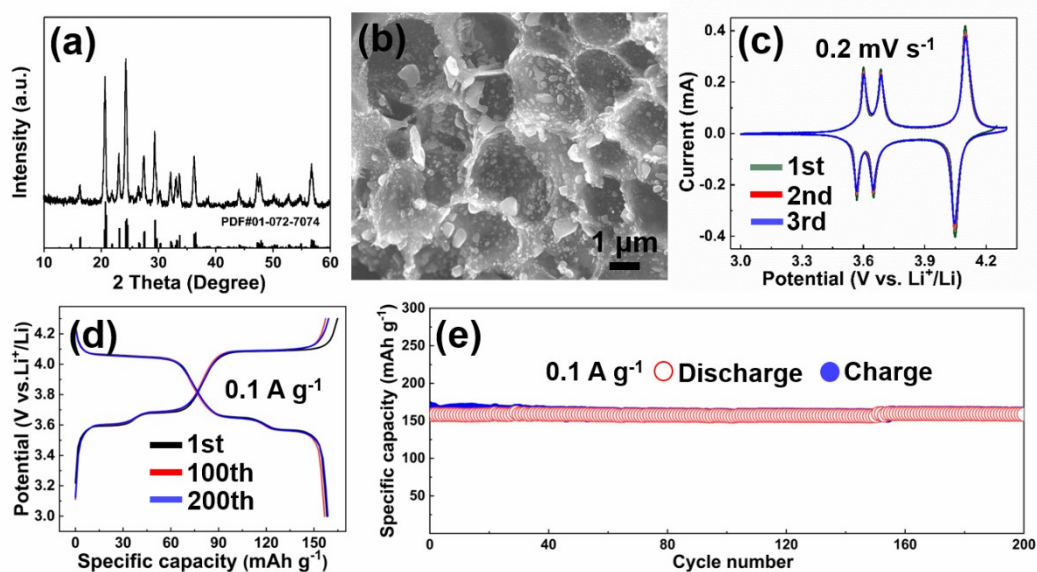 (a)
Intensity (a.u.)
PDF#01-072-7074
10 20 30 40 50 60
2 Theta (Degree)
(b)
1 μm
(c)
0.2 mV s⁻¹
Current (mA)
0.4
0.2
0.0
-0.2
-0.4
1st
2nd
3rd
3.0 3.3 3.6 3.9 4.2
Potential (V vs. Li⁺/Li)
(d)
Potential (V vs.Li⁺/Li)
4.2
3.9
3.6
3.3
3.0
0.1 A g⁻¹
1st
100th
200th
0 30 60 90 120 150
Specific capacity (mAh g⁻¹)
(e)
Specific capacity (mAh g⁻¹)
300
250
200
150
100
50
0.1 A g⁻¹ Discharge Charge
0 40 80 120 160 200
Cycle number